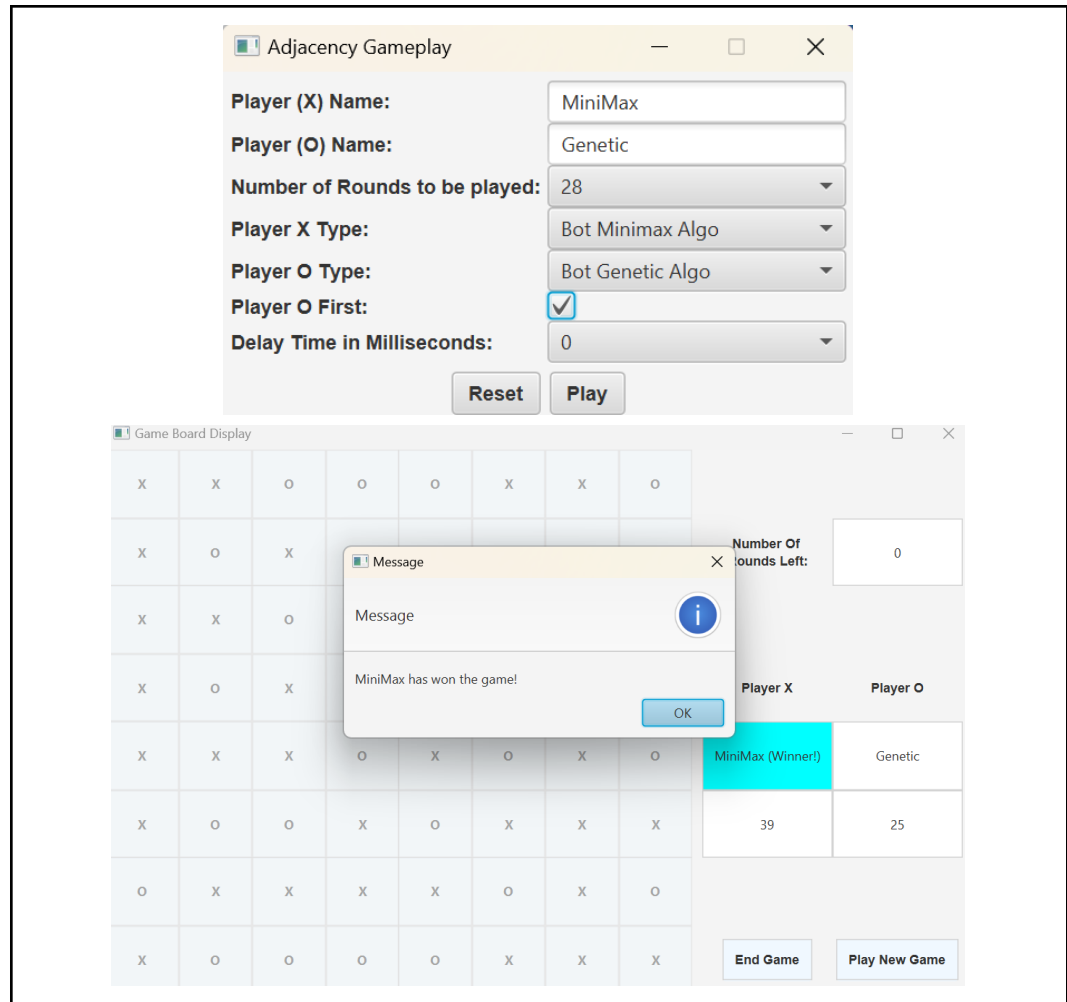 Adjacency Gameplay
Player (X) Name: MiniMax
Player (O) Name: Genetic
Number of Rounds to be played: 28
Player X Type: Bot Minimax Algo
Player O Type: Bot Genetic Algo
Player O First:
Delay Time in Milliseconds: 0
Reset Play
Game Board Display
X X O O O X X O
X O X
Number Of
Rounds Left: 0
Message
X X O
Message
MiniMax has won the game!
OK
X O X
Player X Player O
X X X O X O X O
MiniMax (Winner!) Genetic
X O O X O X X X
39 25
O X X X X O X O
X O O O O X X X
End Game Play New Game